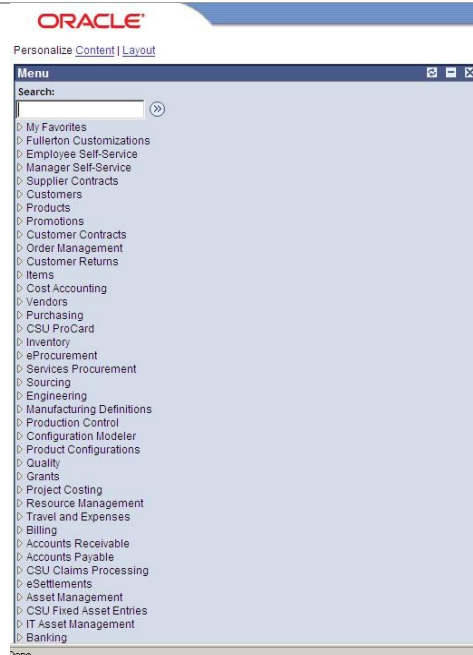 ORACLE
Personalize Content | Layout
Menu
Search:
My Favorites
Fullerton Customizations
Employee Self-Service
Manager Self-Service
Supplier Contracts
Customers
Products
Promotions
Customer Contracts
Order Management
Customer Returns
Items
Cost Accounting
Vendors
Purchasing
CSU ProCard
Inventory
eProcurement
Services Procurement
Sourcing
Engineering
Manufacturing Definitions
Production Control
Configuration Modeler
Product Configurations
Quality
Grants
Project Costing
Resource Management
Travel and Expenses
Billing
Accounts Receivable
Accounts Payable
CSU Claims Processing
eSettlements
Asset Management
CSU Fixed Asset Entries
IT Asset Management
Banking